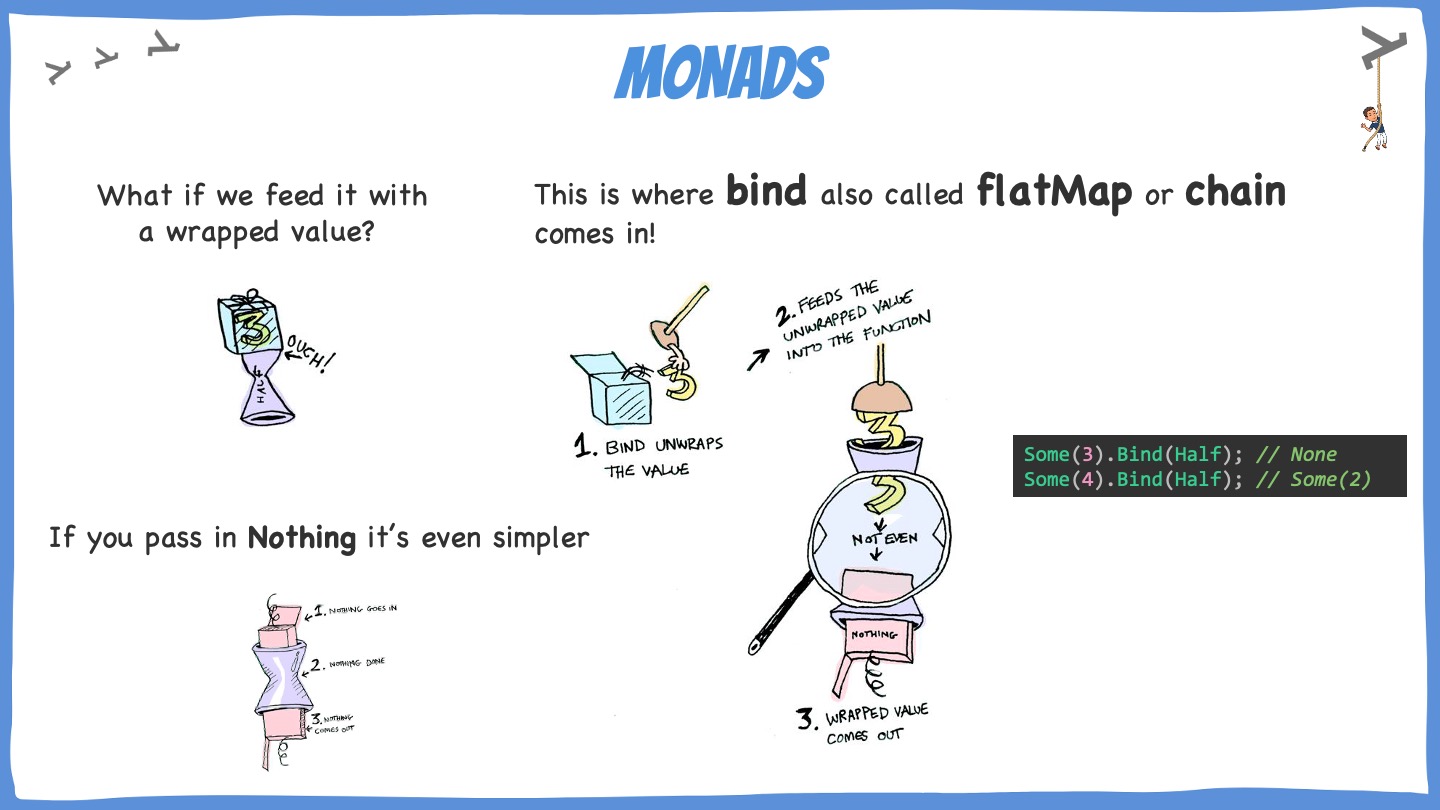 MONADS
What if we feed it with
a wrapped value?
3
OUCH!
HALF
This is where bind also called flatMap or chain
comes in!
3
1. BIND UNWRAPS
THE VALUE
2. FEEDS THE
UNWRAPPED VALUE
INTO THE FUNCTION
3
3
NOT EVEN
NOTHING
3. WRAPPED VALUE
COMES OUT
Some(3).Bind(Half); // None
Some(4).Bind(Half); // Some(2)
If you pass in Nothing it's even simpler
1. NOTHING GOES IN
2. NOTHING DONE
3. NOTHING
COMES OUT